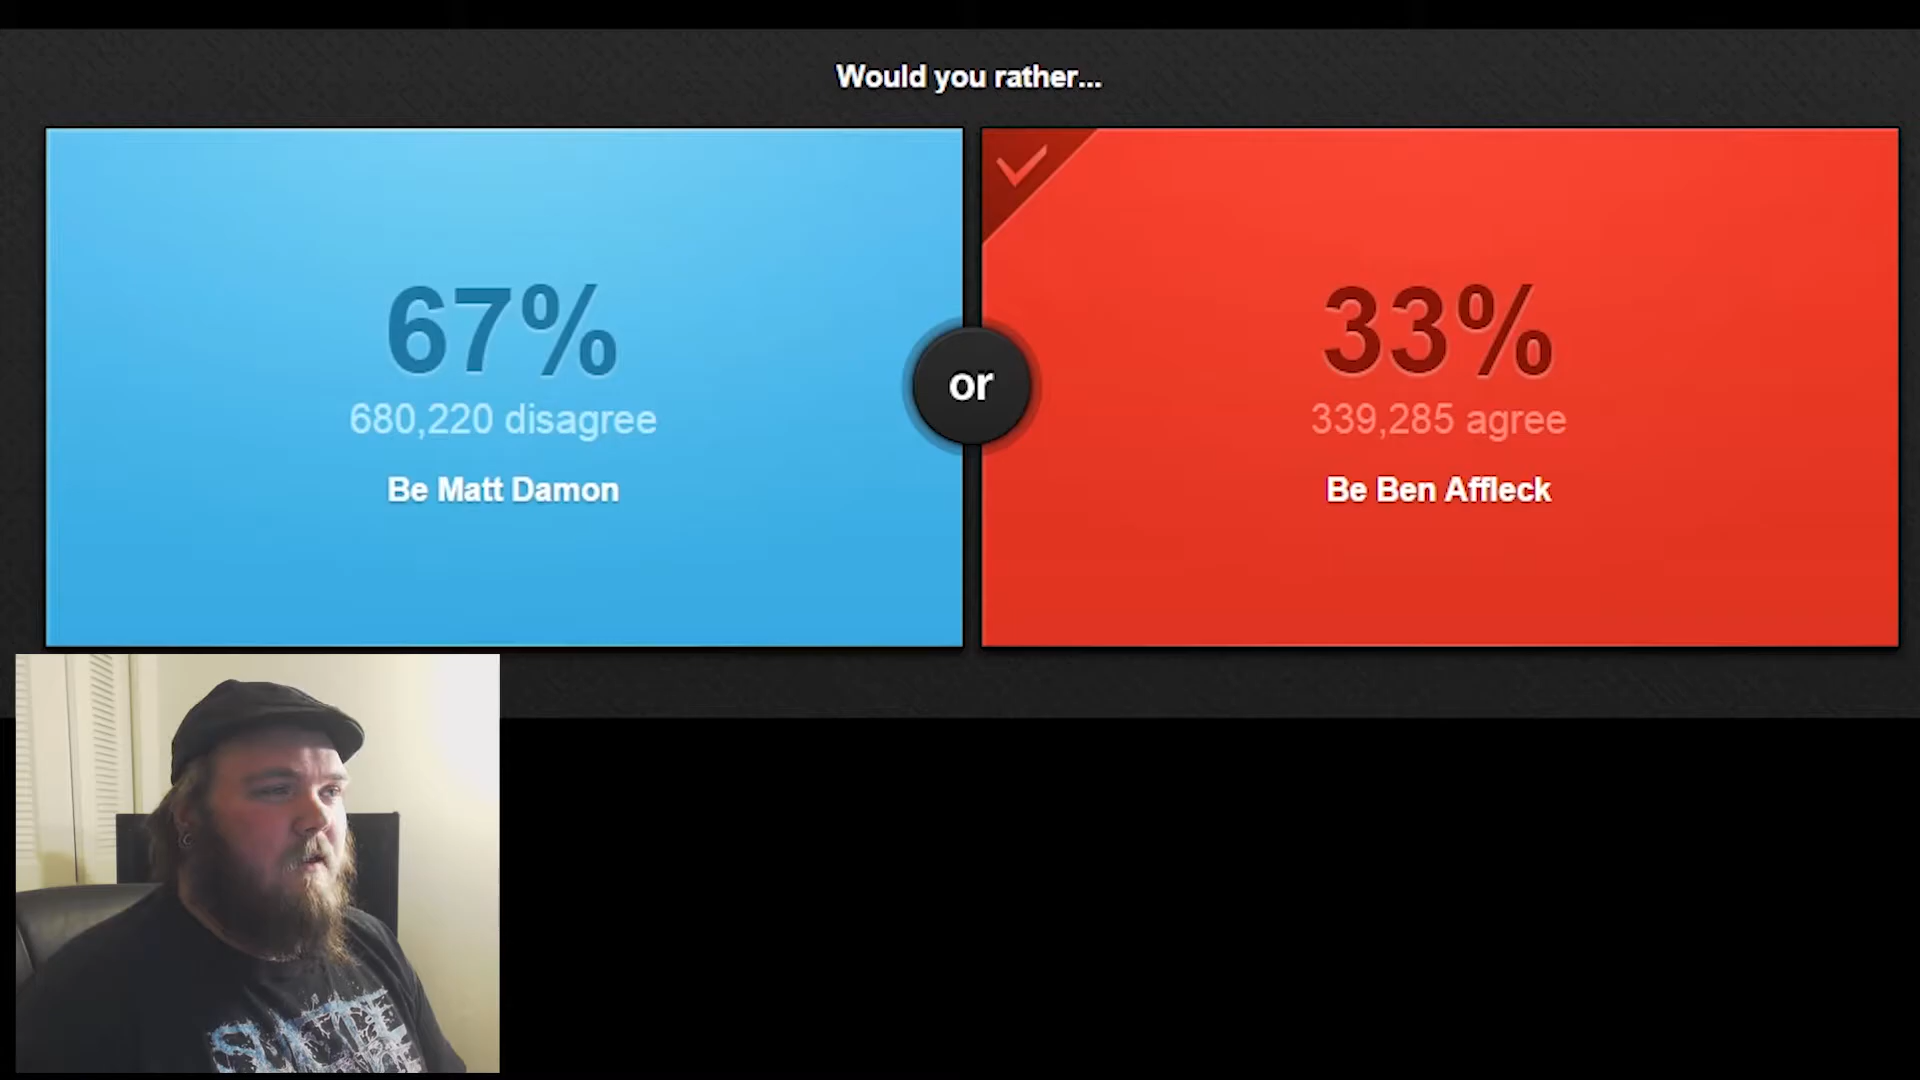 Would you rather...
67%
680,220 disagree
Be Matt Damon
or
33%
339,285 agree
Be Ben Affleck